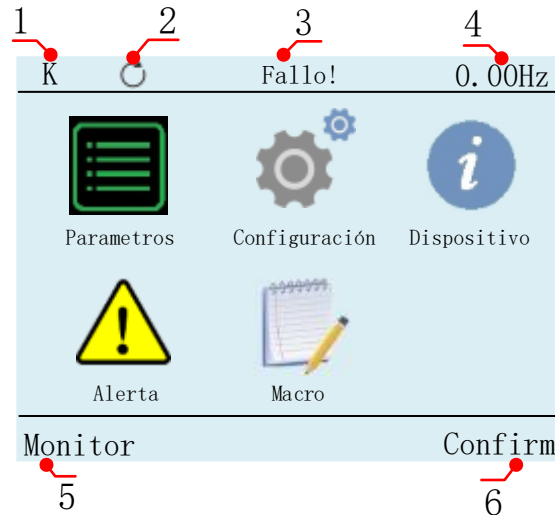 1 2 3 4
K Fallo! 0.00Hz
Parametros Configuración Dispositivo
Alerta Macro
Monitor Confirm
5 6